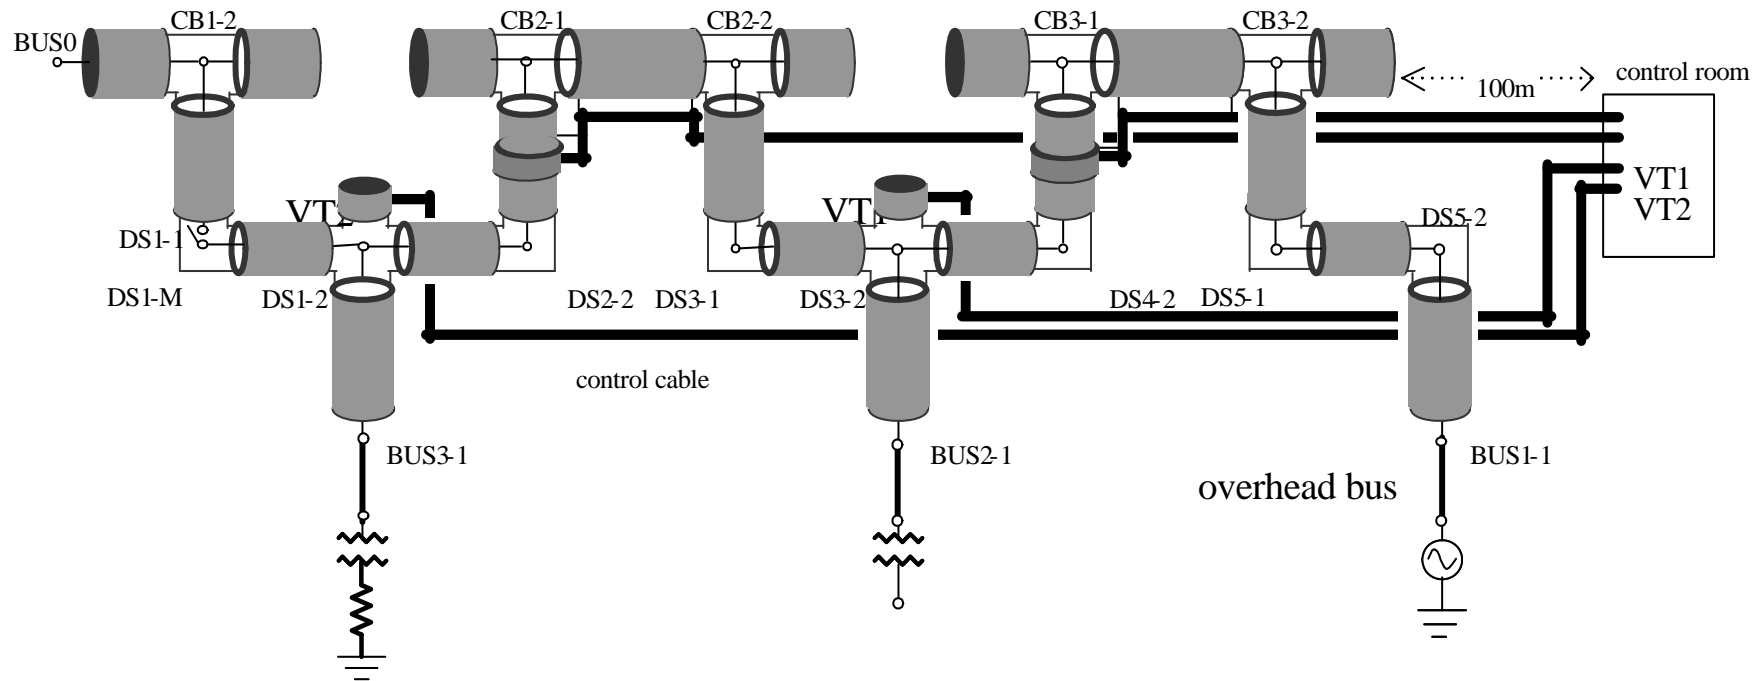 CB1-2
CB2-1
CB2-2
CB3-1
CB3-2
BUS0
control room
100m
VT1
VT2
DS1-1
DS5-2
DS1-M
DS1-2
DS2-2
DS3-1
DS3-2
DS4-2
DS5-1
control cable
BUS3-1
BUS2-1
BUS1-1
overhead bus